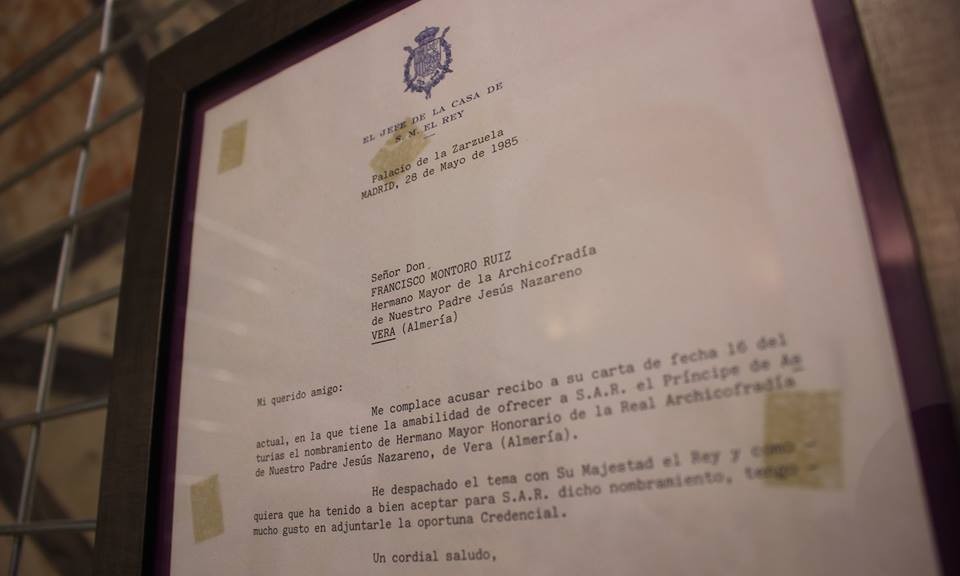 EL JEFE DE LA CASA DE
S. M. EL REY
Palacio de la Zarzuela
MADRID, 28 de Mayo de 1985
Señor Don
FRANCISCO MONTORO RUIZ
Hermano Mayor de la Archicofradía
de Nuestro Padre Jesús Nazareno
VERA (Almería)
Mi querido amigo:
Me complace acusar recibo a su carta de fecha 16 del
actual, en la que tiene la amabilidad de ofrecer a S.A.R. el Príncipe de As
turias el nombramiento de Hermano Mayor Honorario de la Real Archicofradía
de Nuestro Padre Jesús Nazareno, de Vera (Almería).
He despachado el tema con Su Majestad el Rey y como -
quiera que ha tenido a bien aceptar para S.A.R. dicho nombramiento, tengo -
mucho gusto en adjuntarle la oportuna Credencial.
Un cordial saludo,